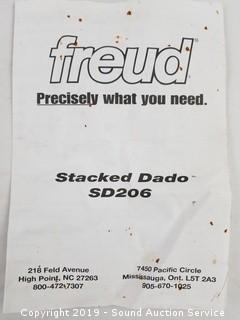 freud®
Precisely what you need.
Stacked Dado
SD206
218 Feld Avenue
High Point, NC 27263
800-472-7307
7450 Pacific Circle
Mississauga, Ont. L5T 2A3
905-670-1025
Copyright 2019 - Sound Auction Service